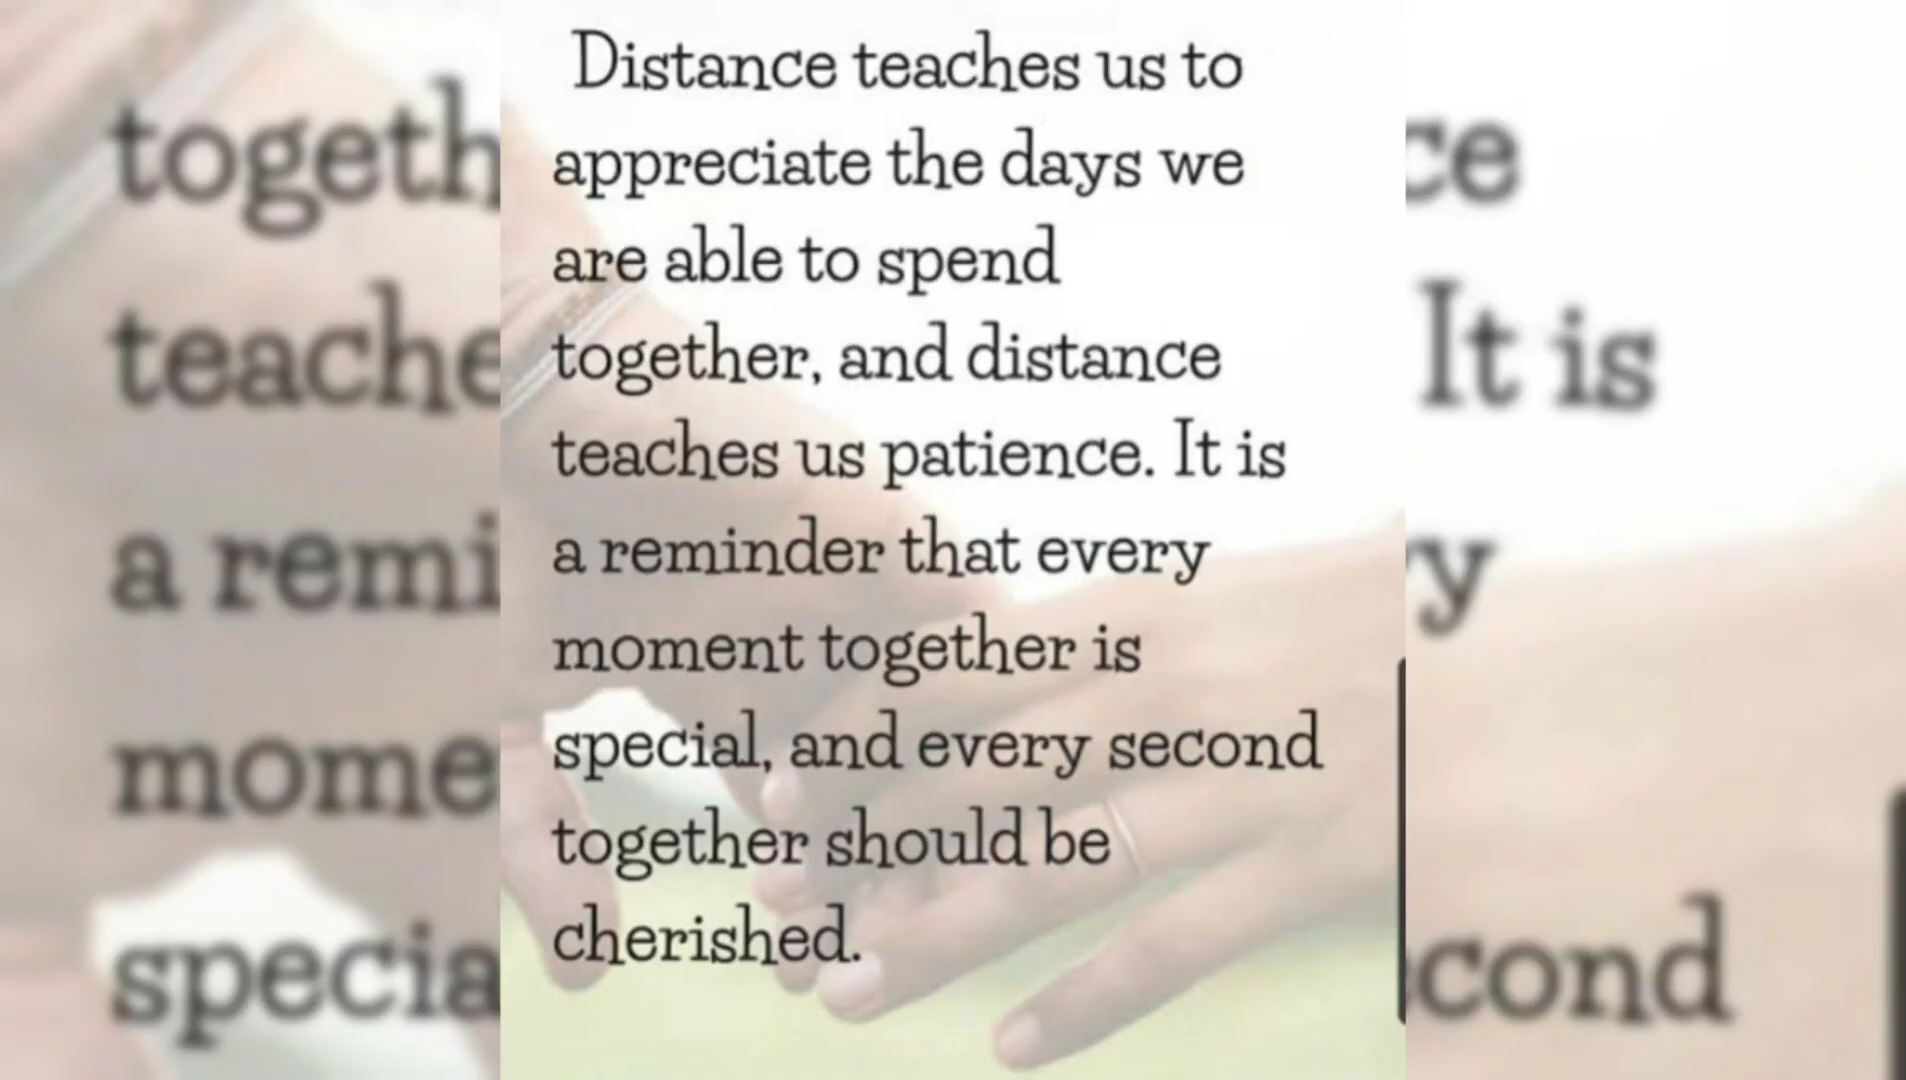 Distance teaches us to
appreciate the days we
are able to spend
together, and distance
teaches us patience. It is
a reminder that every
moment together is
special, and every second
together should be
cherished.